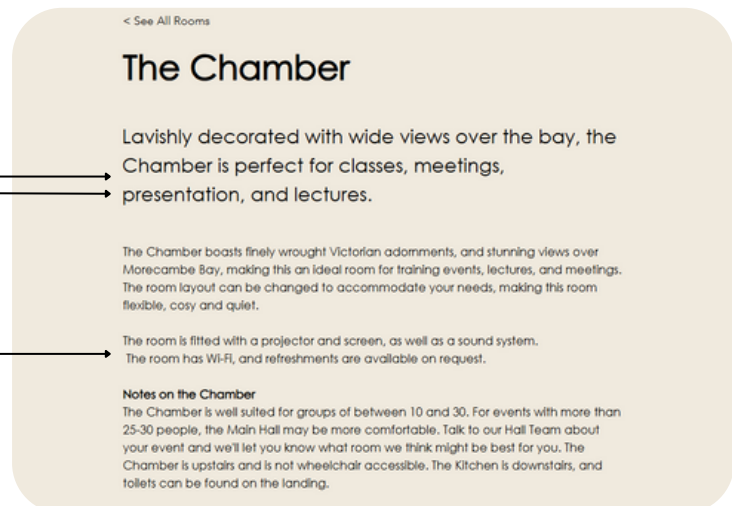 < See All Rooms
The Chamber
Lavishly decorated with wide views over the bay, the
Chamber is perfect for classes, meetings,
presentation, and lectures.
The Chamber boasts finely wrought Victorian adornments, and stunning views over
Morecambe Bay, making this an ideal room for training events, lectures, and meetings.
The room layout can be changed to accommodate your needs, making this room
flexible, cosy and quiet.
The room is fitted with a projector and screen, as well as a sound system.
The room has Wi-Fi, and refreshments are available on request.
Notes on the Chamber
The Chamber is well suited for groups of between 10 and 30. For events with more than
25-30 people, the Main Hall may be more comfortable. Talk to our Hall Team about
your event and we'll let you know what room we think might be best for you. The
Chamber is upstairs and is not wheelchair accessible. The Kitchen is downstairs, and
toilets can be found on the landing.